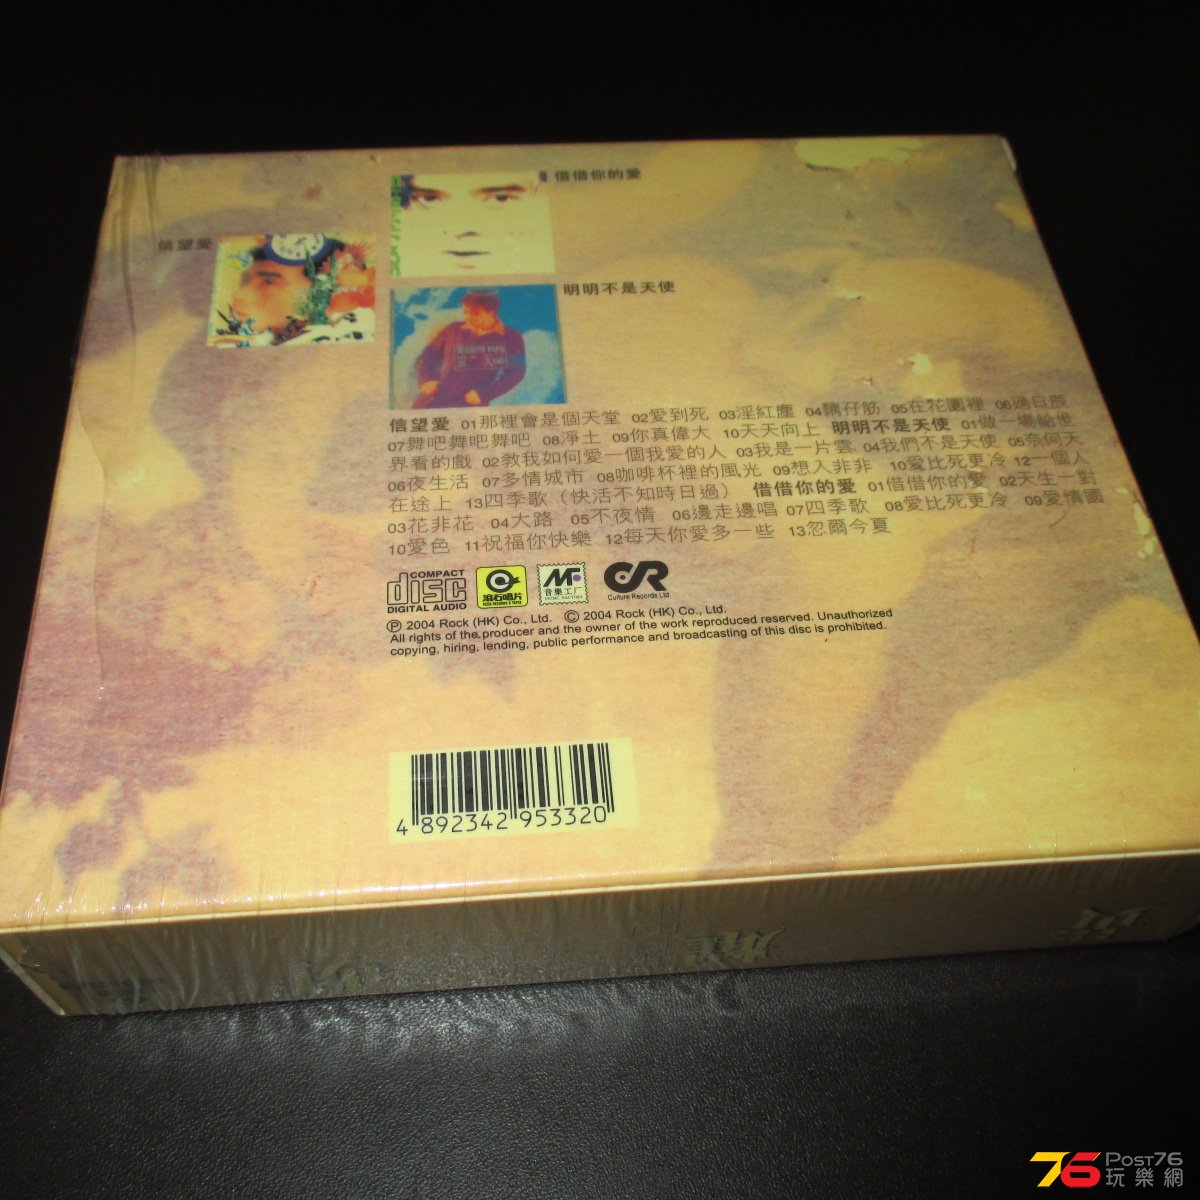 借借你的愛
信望愛
明明不是天使
信望愛 01那裡會是個天堂 02愛到死 03淫紅塵 04鷄孖筋 05在花園裡 06過日辰
07舞吧舞吧舞吧 08淨土 09你真偉大 10天天向上 明明不是天使 01做一場給世
界看的戲 02教我如何愛一個我愛的人 03我是一片雲 04我們不是天使 05奈何天
06夜生活 07多情城市 08咖啡杯裡的風光 09想入非非 10愛比死更冷 12一個人
在途上 13四季歌（快活不知時日過） 借借你的愛 01借借你的愛 02天生一對
03花非花 04大路 05不夜情 06邊走邊唱 07四季歌 08愛比死更冷 09愛情國
10愛色 11祝福你快樂 12每天你愛多一些 13忽爾今夏
COMPACT
disc
DIGITAL AUDIO
滾石唱片
ROCK RECORDS & TAPES
MF
音樂工厂
MUSIC FACTORY
CR
Culture Records Ltd
Ⓟ 2004 Rock (HK) Co., Ltd. © 2004 Rock (HK) Co., Ltd.
All rights of the producer and the owner of the work reproduced reserved. Unauthorized
copying, hiring, lending, public performance and broadcasting of this disc is prohibited.
4 892342 953320
76 POST76
玩樂網